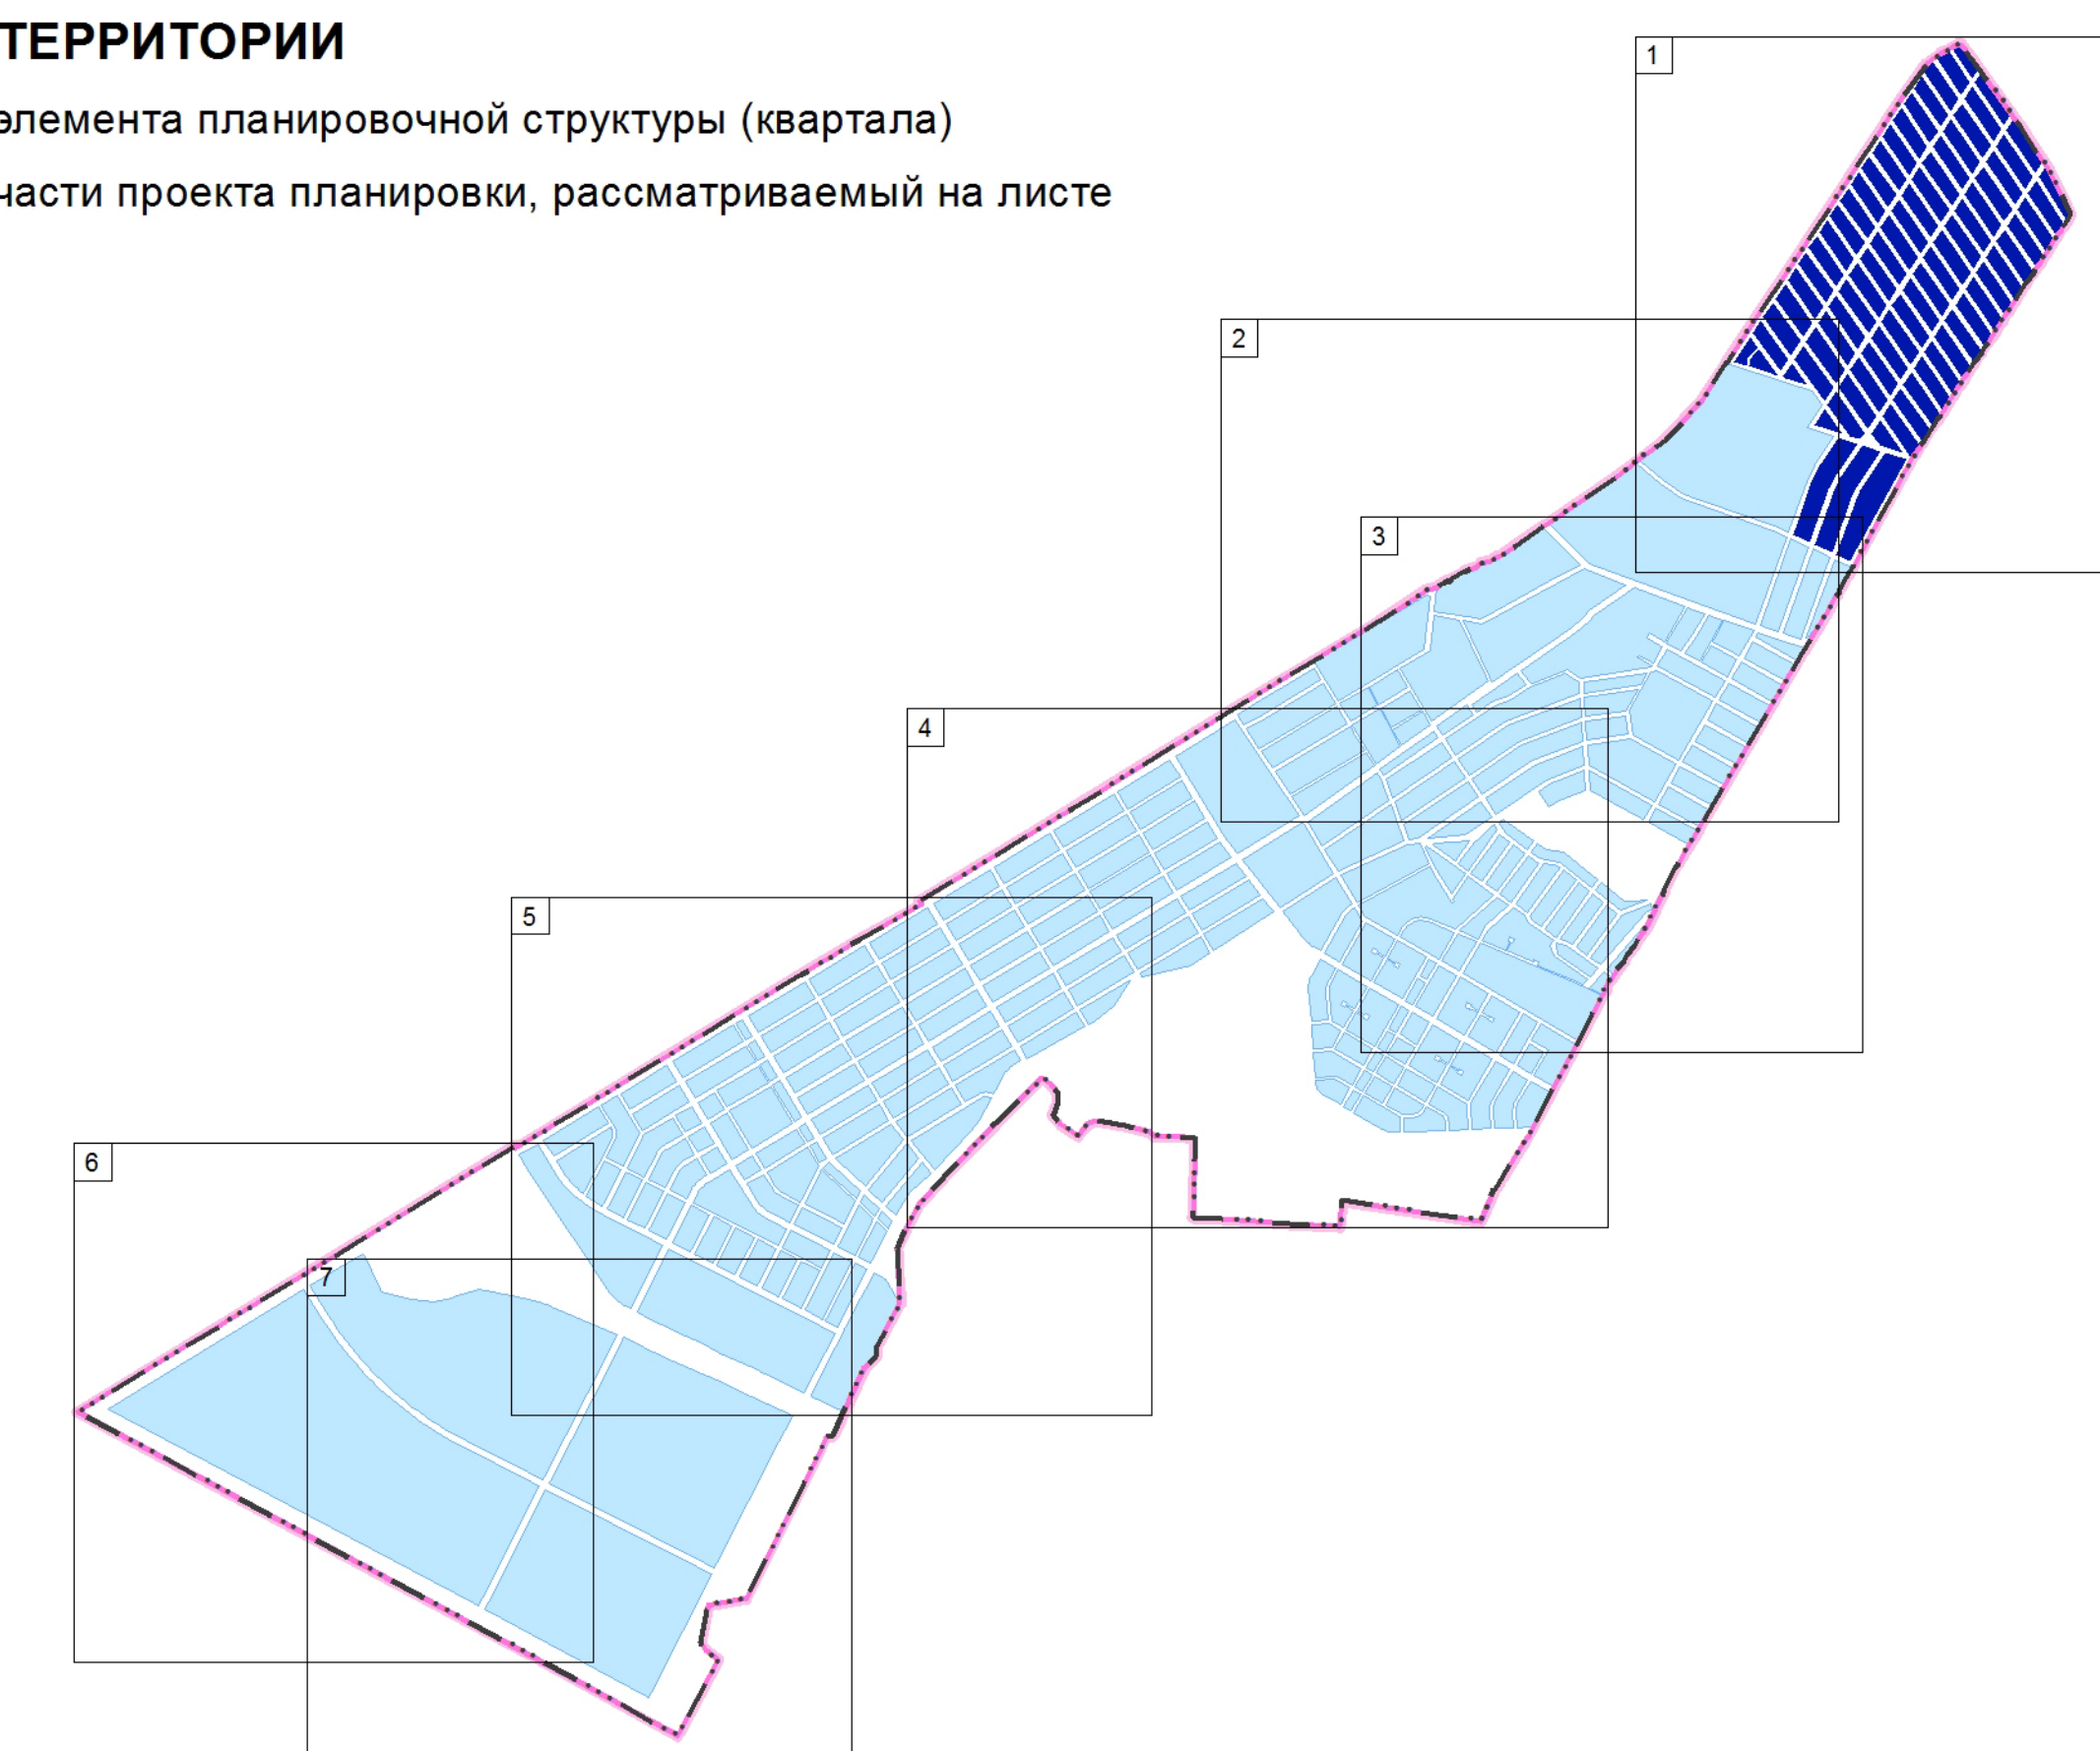 ТЕРРИТОРИИ
элемента планировочной структуры (квартала)
части проекта планировки, рассматриваемый на листе
1
2
3
4
5
6
7